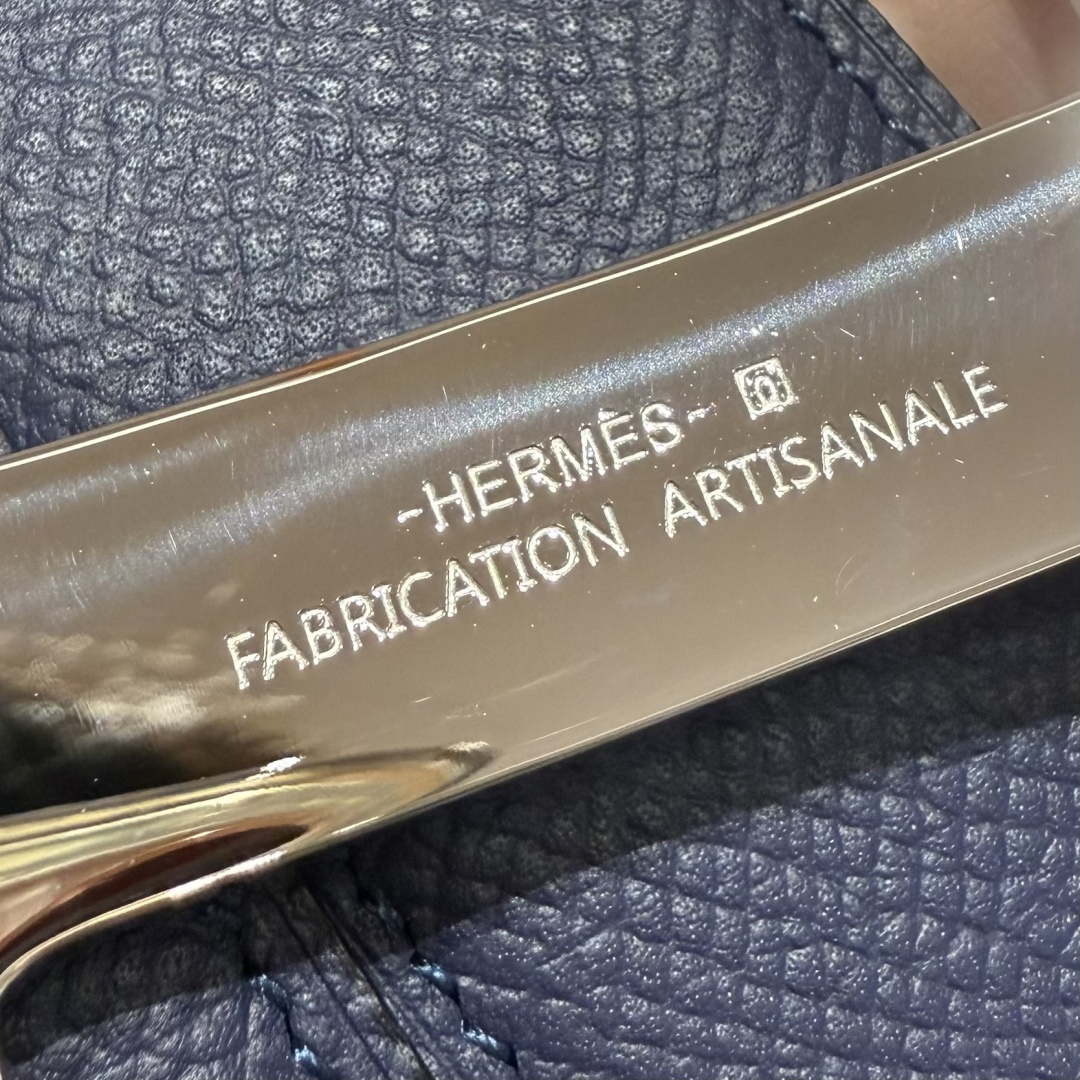 -HERMÈS-
FABRICATION ARTISANALE